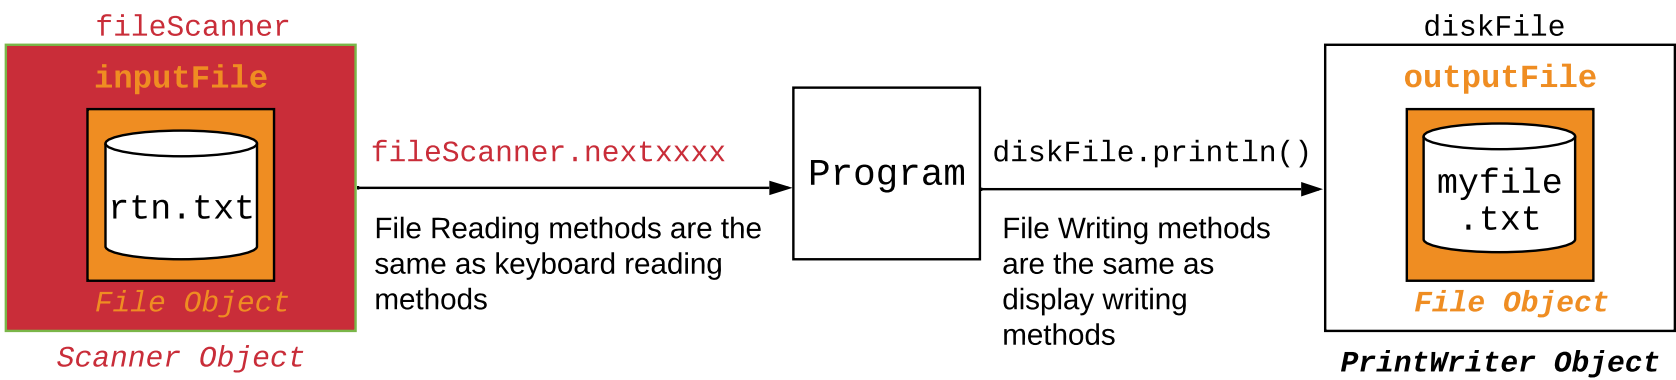 fileScanner
inputFile
rtn.txt
File Object
Scanner Object
fileScanner.nextxxxx
File Reading methods are the
same as keyboard reading
methods
Program
diskFile.println()
File Writing methods
are the same as
display writing
methods
diskFile
outputFile
myfile
.txt
File Object
PrintWriter Object